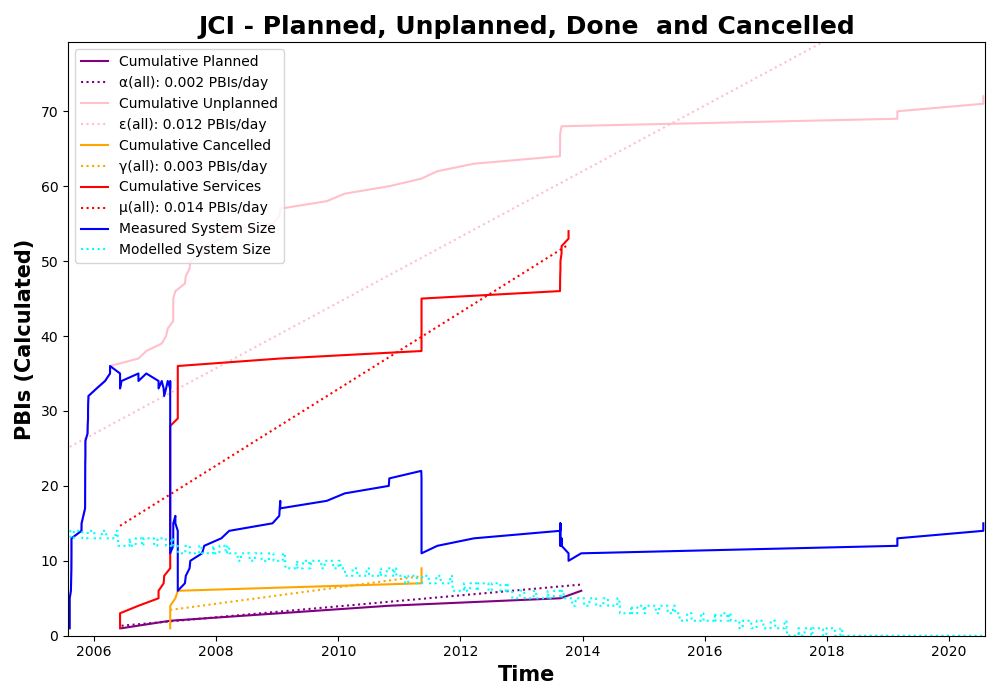 JCI - Planned, Unplanned, Done  and Cancelled
Cumulative Planned
α(all): 0.002 PBIs/day
Cumulative Unplanned
ε(all): 0.012 PBIs/day
Cumulative Cancelled
γ(all): 0.003 PBIs/day
Cumulative Services
μ(all): 0.014 PBIs/day
Measured System Size
Modelled System Size
PBIs (Calculated)
70
60
50
40
30
20
10
0
2006 2008 2010 2012 2014 2016 2018 2020
Time